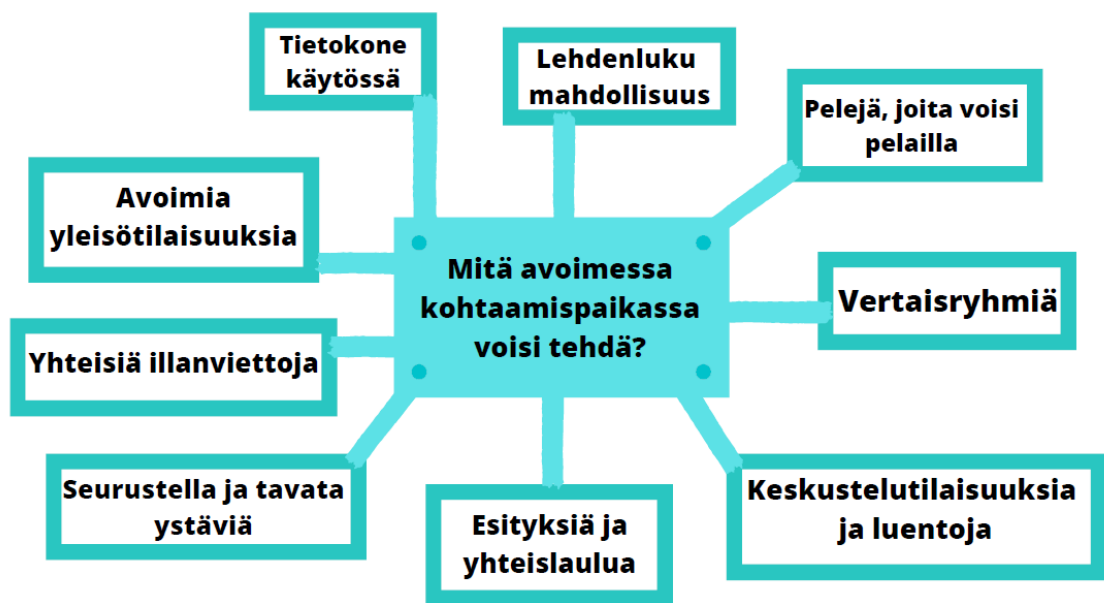 Tietokone
käytössä
Lehdenluku
mahdollisuus
Pelejä, joita voisi
pelailla
Avoimia
yleisötilaisuuksia
Mitä avoimessa
kohtaamispaikassa
voisi tehdä?
Vertaisryhmiä
Yhteisiä illanviettoja
Seurustella ja tavata
ystäviä
Esityksiä ja
yhteislaulua
Keskustelutilaisuuksia
ja luentoja